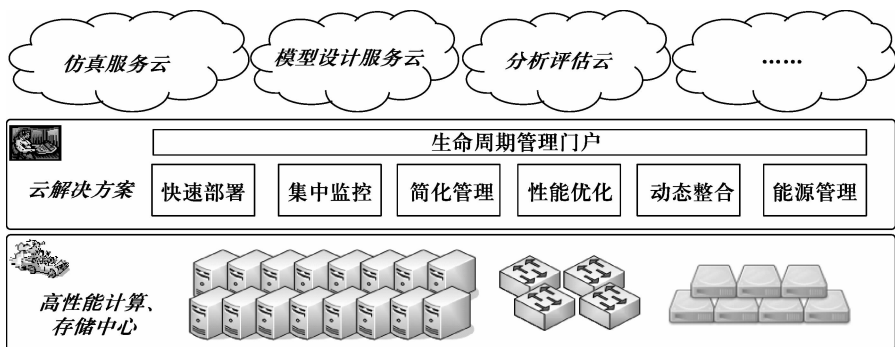 仿真服务云
模型设计服务云
分析评估云
……
生命周期管理门户
云解决方案
快速部署
集中监控
简化管理
性能优化
动态整合
能源管理
高性能计算、
存储中心